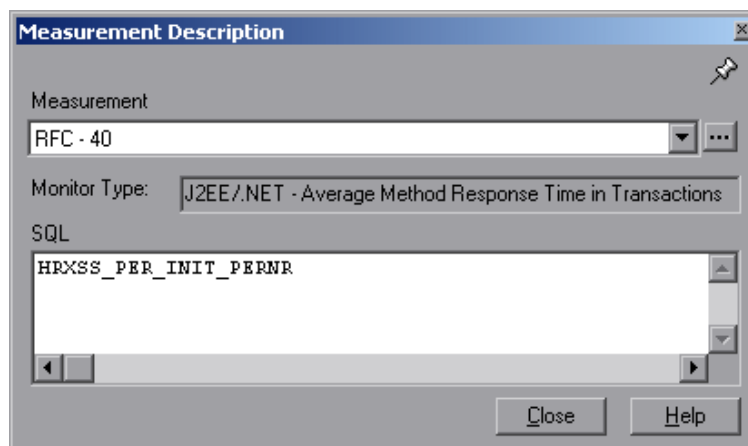 Measurement Description
Measurement
RFC - 40
...
Monitor Type: J2EE/.NET - Average Method Response Time in Transactions
SQL
HRXSS_PER_INIT_PERNR
Close Help